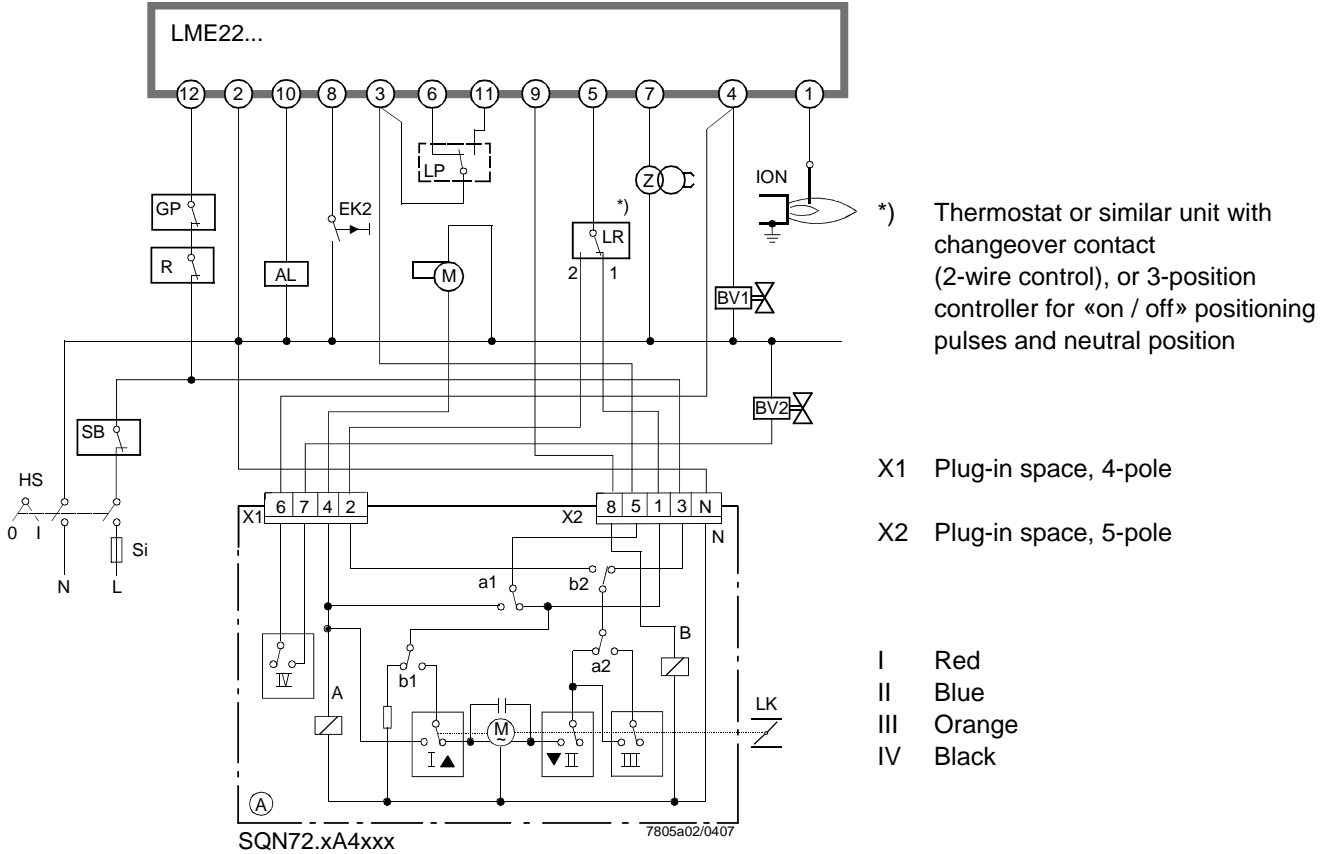 LME22...
12 2 10 8 3 6 11 9 5 7 4 1
LP
Z
ION
GP
EK2
*)
LR
R
AL
M
2 1
BV1
*) Thermostat or similar unit with
changeover contact
(2-wire control), or 3-position
controller for «on / off» positioning
pulses and neutral position
BV2
SB
HS
0 I
Si
N L
X1 6 7 4 2
X2 8 5 1 3 N
N
X1 Plug-in space, 4-pole
X2 Plug-in space, 5-pole
a1 b2
B
a2
b1
IV
A
LK
M
~
I ▲
▼ II
III
I Red
II Blue
III Orange
IV Black
A
SQN72.xA4xxx
7805a02/0407